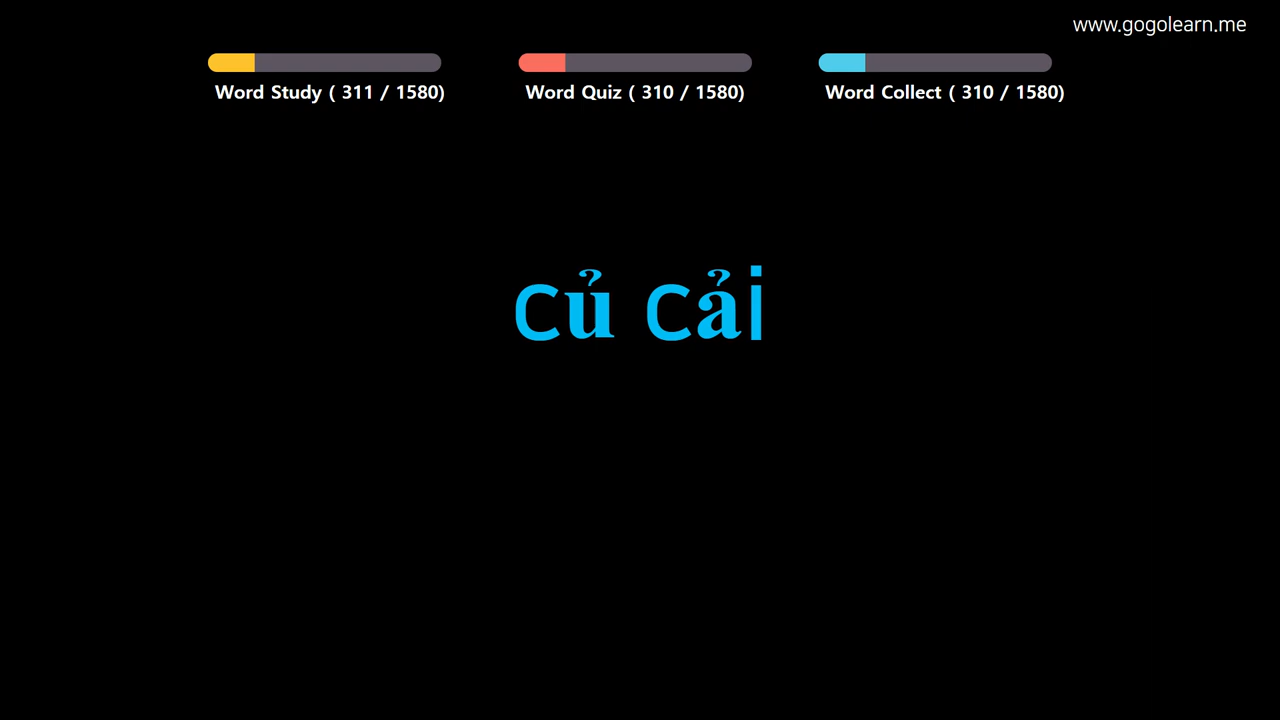 www.gogolearn.me
Word Study ( 311 / 1580)
Word Quiz ( 310 / 1580)
Word Collect ( 310 / 1580)
củ cải